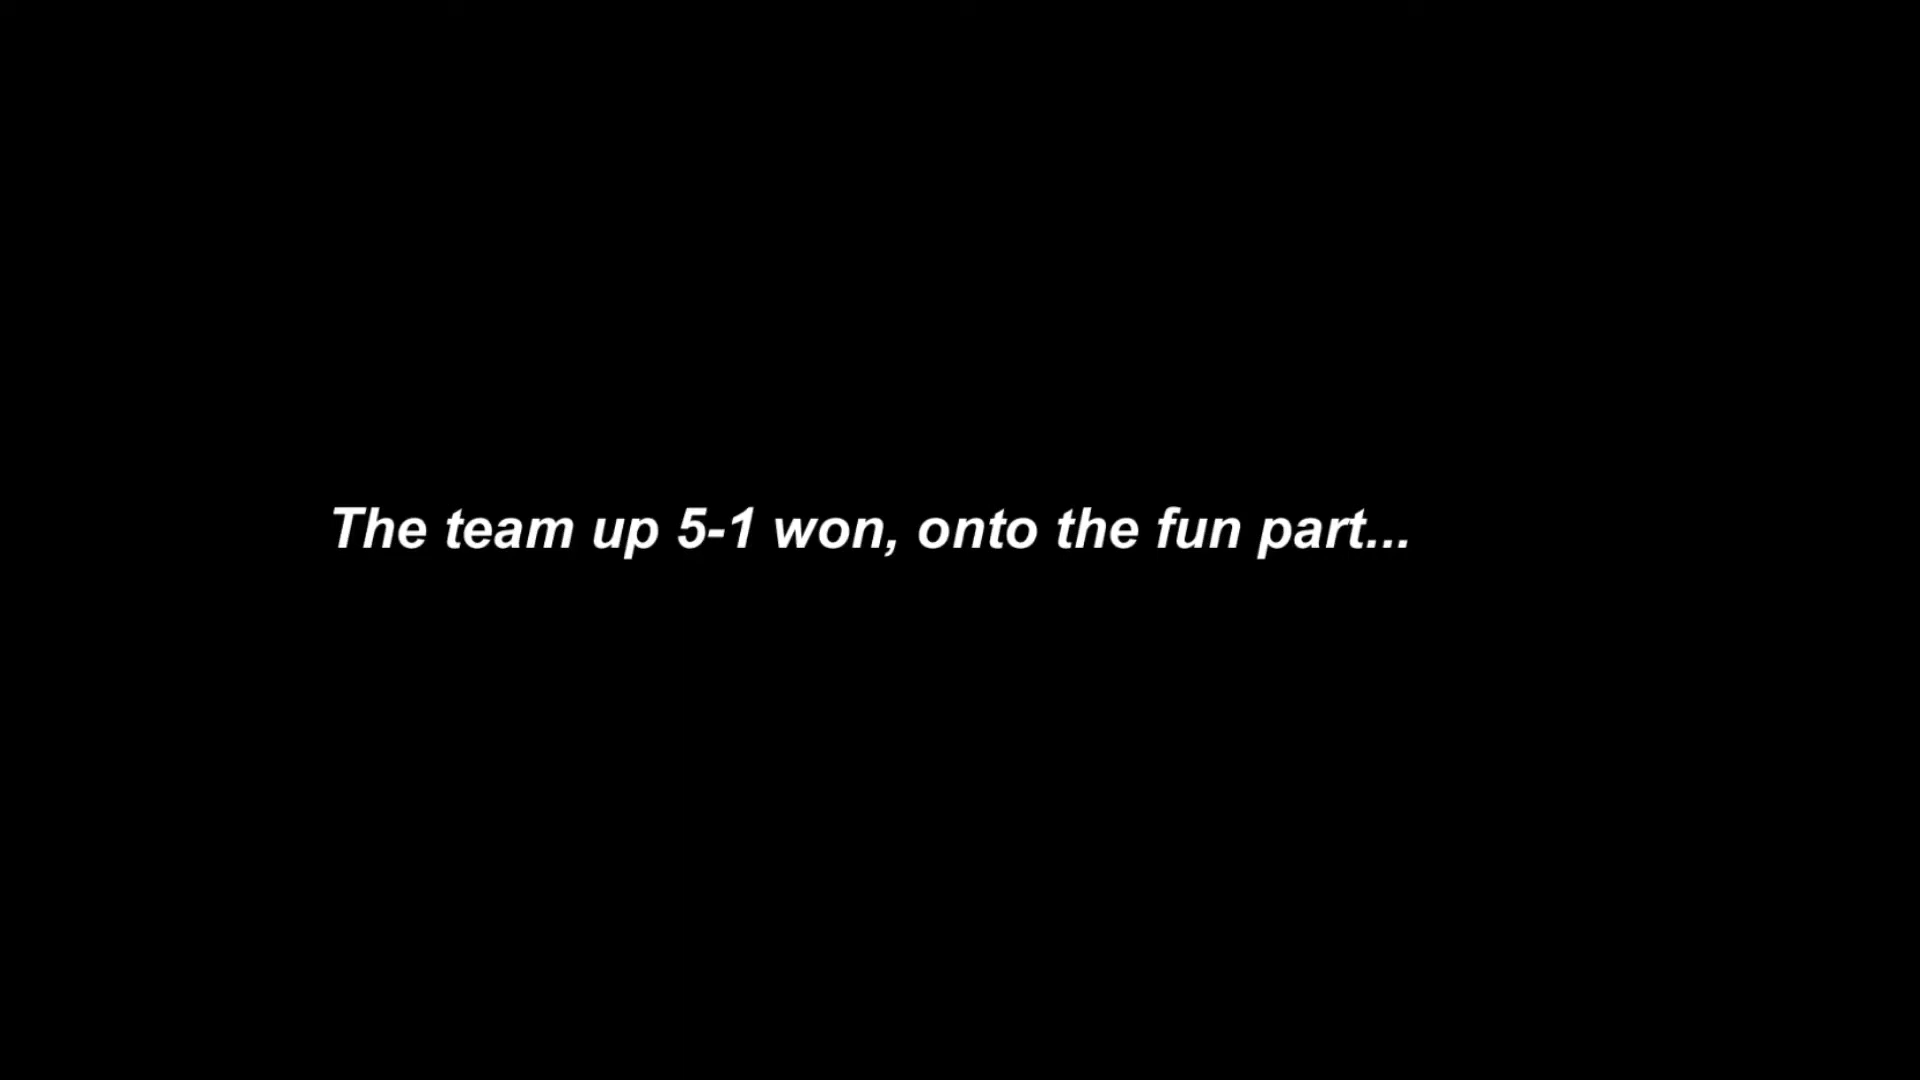 The team up 5-1 won, onto the fun part...